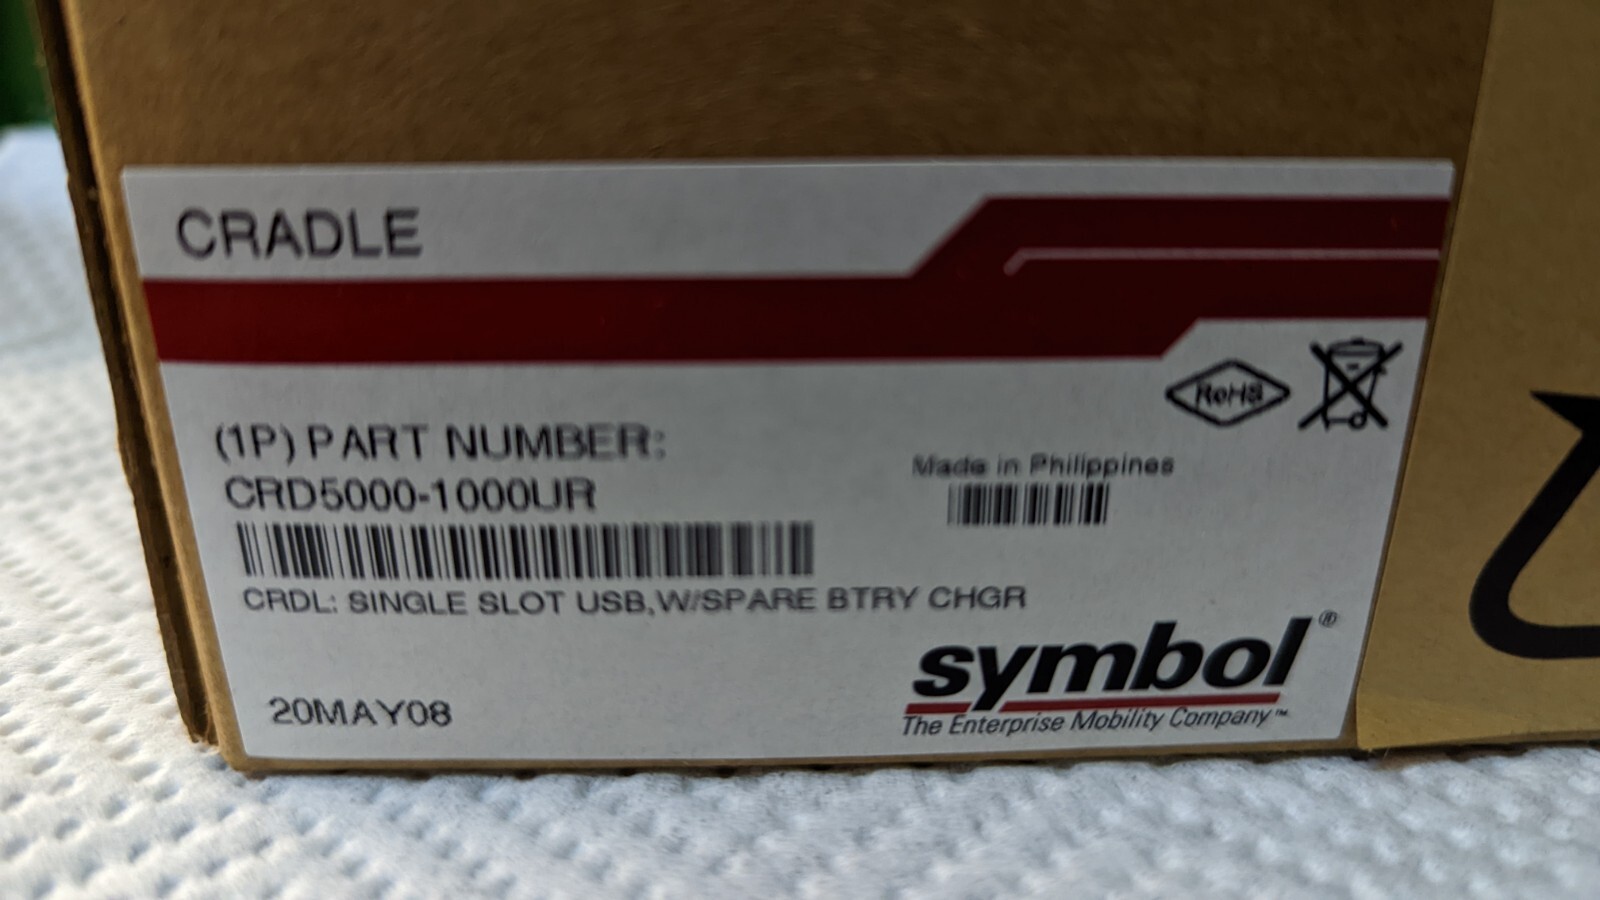 CRADLE
RoHS
(1P) PART NUMBER:
CRD5000-1000UR
Made in Philippines
CRDL: SINGLE SLOT USB,W/SPARE BTRY CHGR
20MAY08
symbol®
The Enterprise Mobility Company™